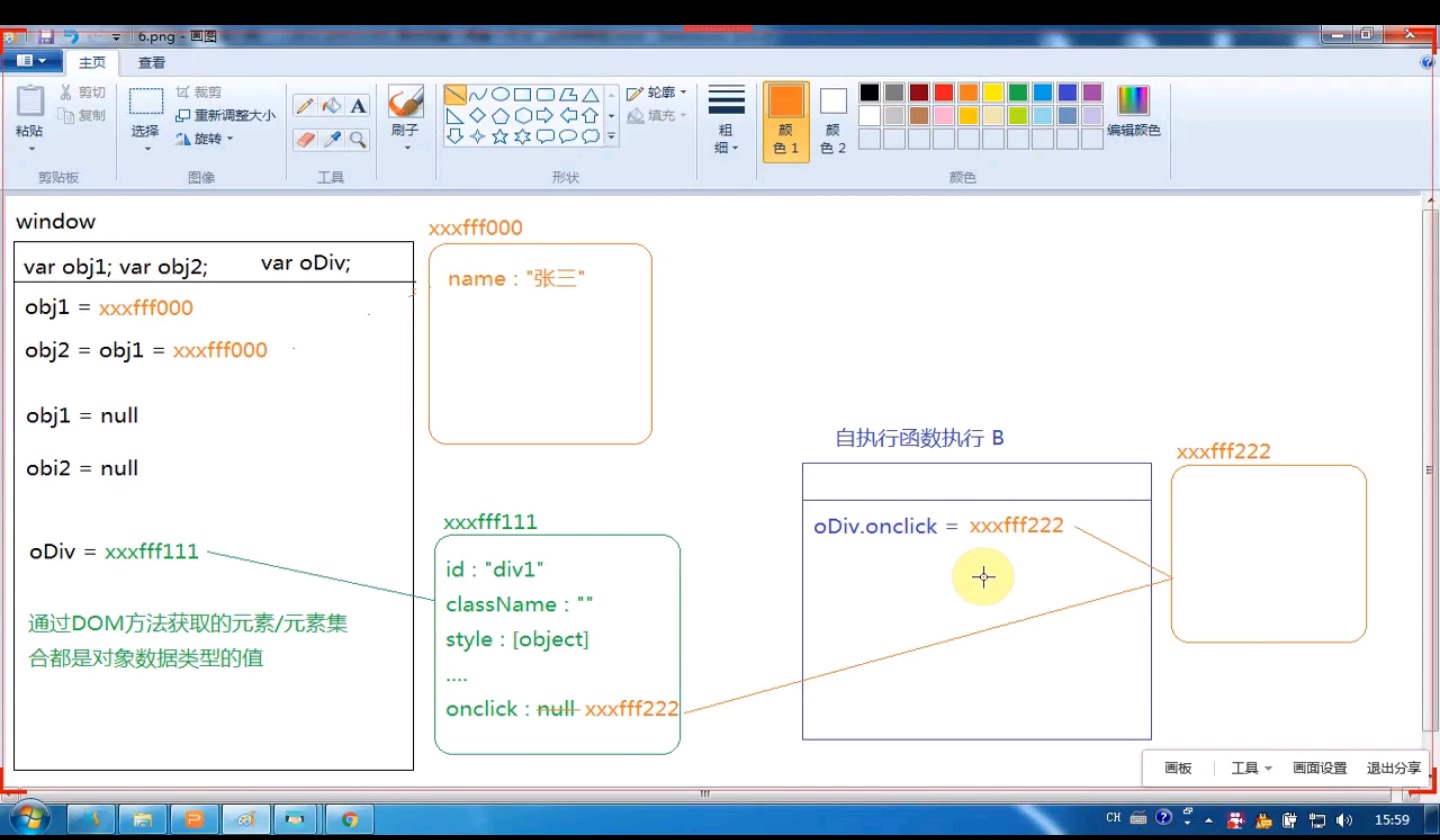 6.png - 画图
主页 查看
粘贴
剪切
复制
剪贴板
选择
裁剪
重新调整大小
旋转
图像
A
工具
刷子
轮廓
填充
形状
粗
细
颜
色 1
颜
色 2
编辑颜色
颜色
window
var obj1; var obj2; var oDiv;
obj1 = xxxfff000
obj2 = obj1 = xxxfff000
obj1 = null
obi2 = null
oDiv = xxxfff111
通过DOM方法获取的元素/元素集
合都是对象数据类型的值
xxxfff000
name : "张三"
xxxfff111
id : "div1"
className : ""
style : [object]
....
onclick : null xxxfff222
自执行函数执行 B
oDiv.onclick = xxxfff222
xxxfff222
画板 工具 画面设置 退出分享
CH 15:59